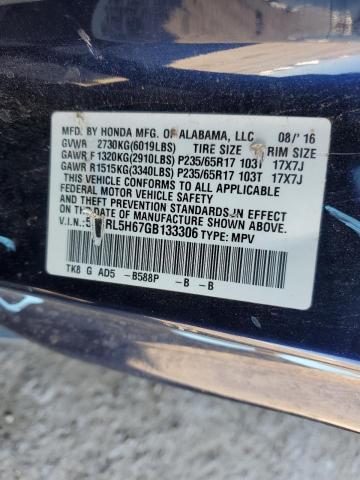 MFD. BY HONDA MFG. OF ALABAMA, LLC. 08/'16
GVWR 2730KG(6019LBS) TIRE SIZE RIM SIZE
GAWR F 1320KG(2910LBS) P235/65R17 103T 17X7J
GAWR R1515KG(3340LBS) P235/65R17 103T 17X7J
THIS VEHICLE CONFORMS TO ALL APPLICABLE
FEDERAL MOTOR VEHICLE SAFETY AND
THEFT PREVENTION STANDARDS IN EFFECT ON
THE DATE OF MANUFACTURE SHOWN ABOVE.
V.I.N.: RL5H67GB133306 TYPE: MPV
TK8 G AD5 -B588P -B -B